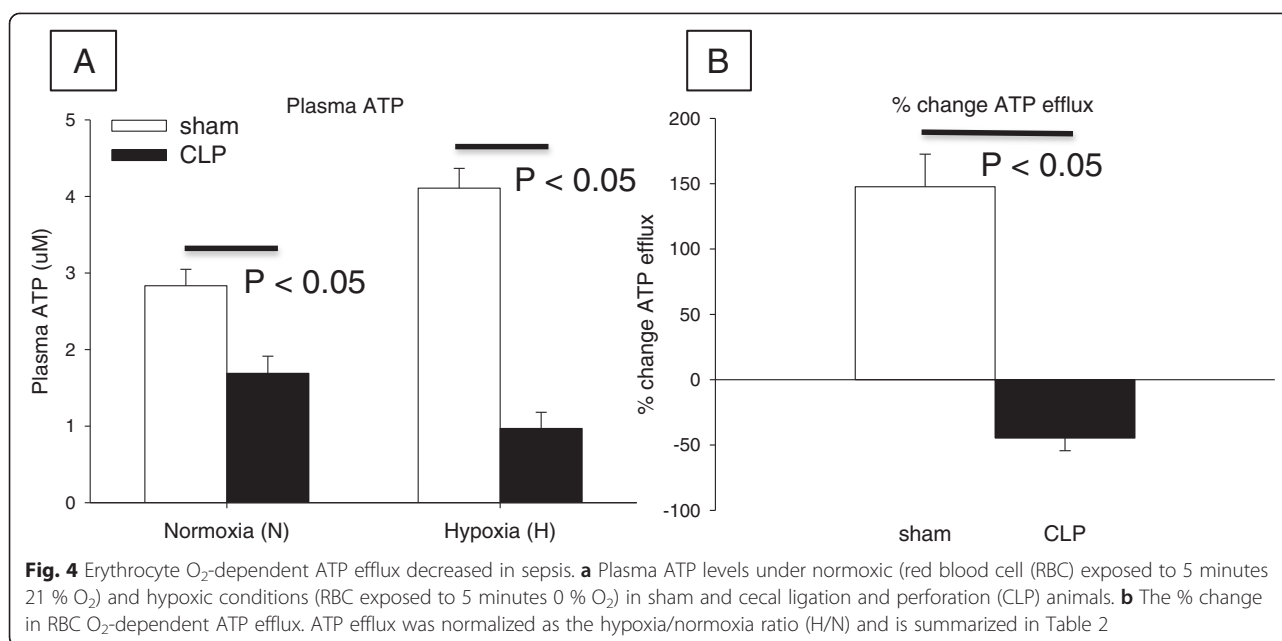 A
Plasma ATP
sham
CLP
5
4
3
2
1
0
Plasma ATP (uM)
P < 0.05
P < 0.05
Normoxia (N)
Hypoxia (H)
B
% change ATP efflux
200
150
100
50
0
-50
-100
% change ATP efflux
P < 0.05
sham
CLP
Fig. 4 Erythrocyte O₂-dependent ATP efflux decreased in sepsis. a Plasma ATP levels under normoxic (red blood cell (RBC) exposed to 5 minutes
21 % O₂) and hypoxic conditions (RBC exposed to 5 minutes 0 % O₂) in sham and cecal ligation and perforation (CLP) animals. b The % change
in RBC O₂-dependent ATP efflux. ATP efflux was normalized as the hypoxia/normoxia ratio (H/N) and is summarized in Table 2